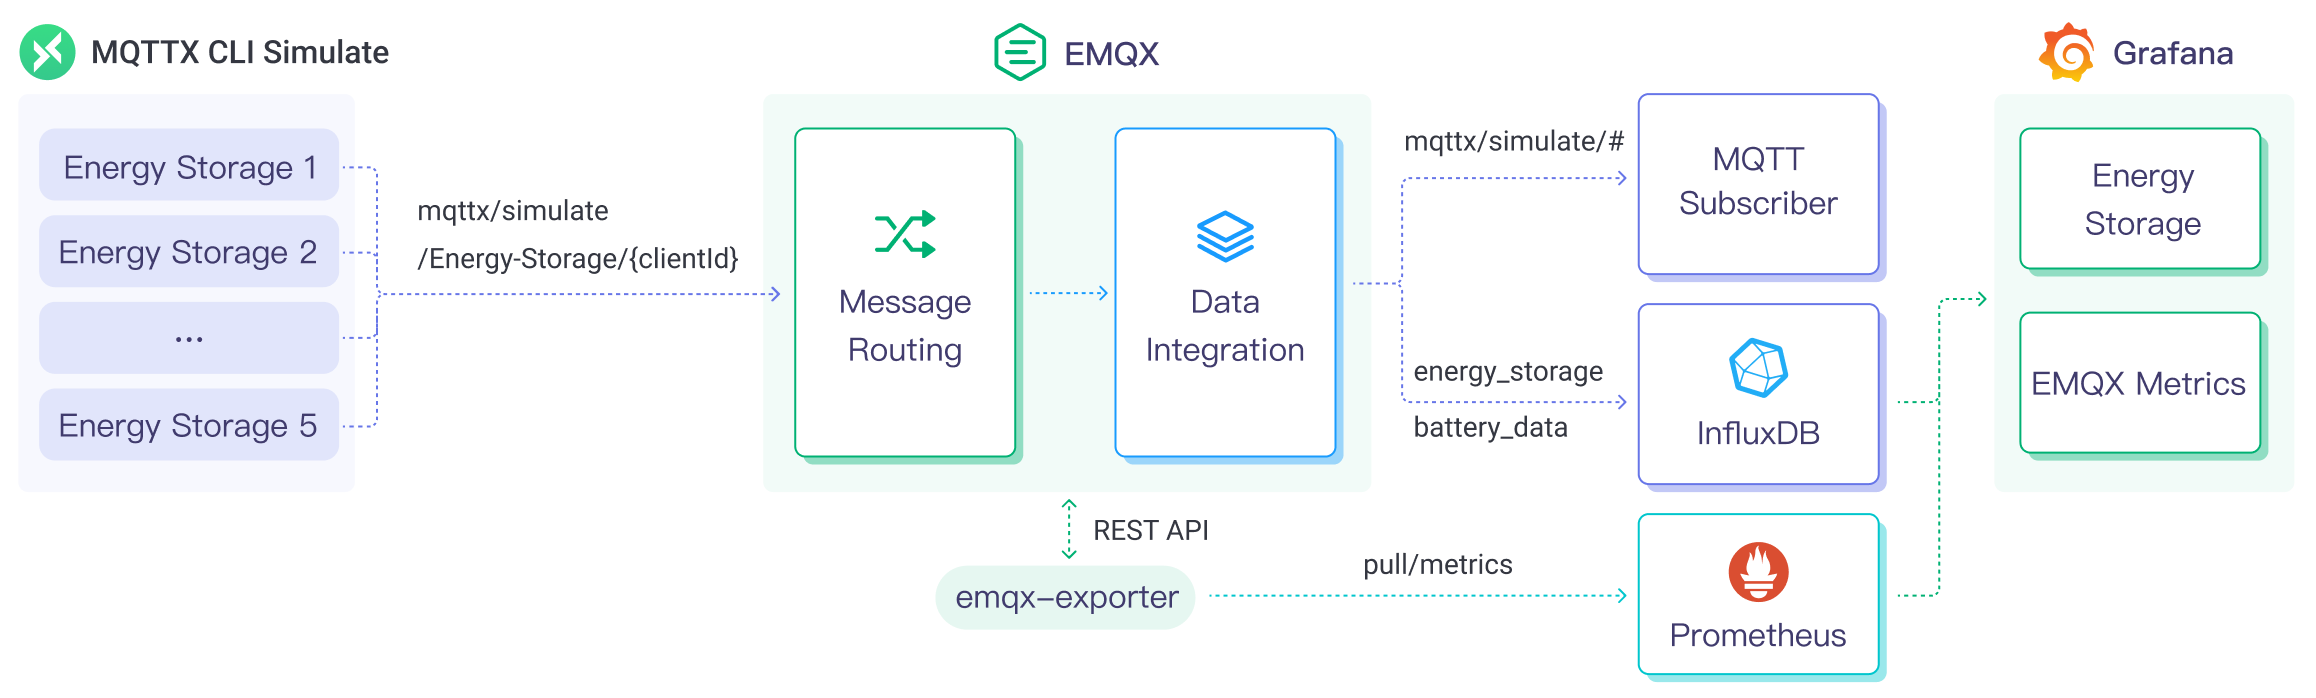 MQTTX CLI Simulate
Energy Storage 1
Energy Storage 2
...
Energy Storage 5
mqttx/simulate
/Energy-Storage/{clientId}
EMQX
Message
Routing
Data
Integration
REST API
emqx-exporter
mqttx/simulate/#
energy_storage
battery_data
pull/metrics
MQTT
Subscriber
InfluxDB
Prometheus
Grafana
Energy
Storage
EMQX Metrics